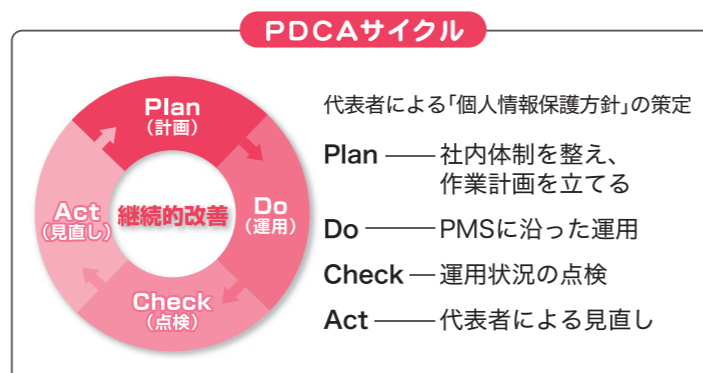 PDCAサイクル
Plan
(計画)
Do
(運用)
Check
(点検)
Act
(見直し)
継続的改善
代表者による「個人情報保護方針」の策定
Plan ―― 社内体制を整え、
作業計画を立てる
Do ――― PMSに沿った運用
Check ― 運用状況の点検
Act ――― 代表者による見直し